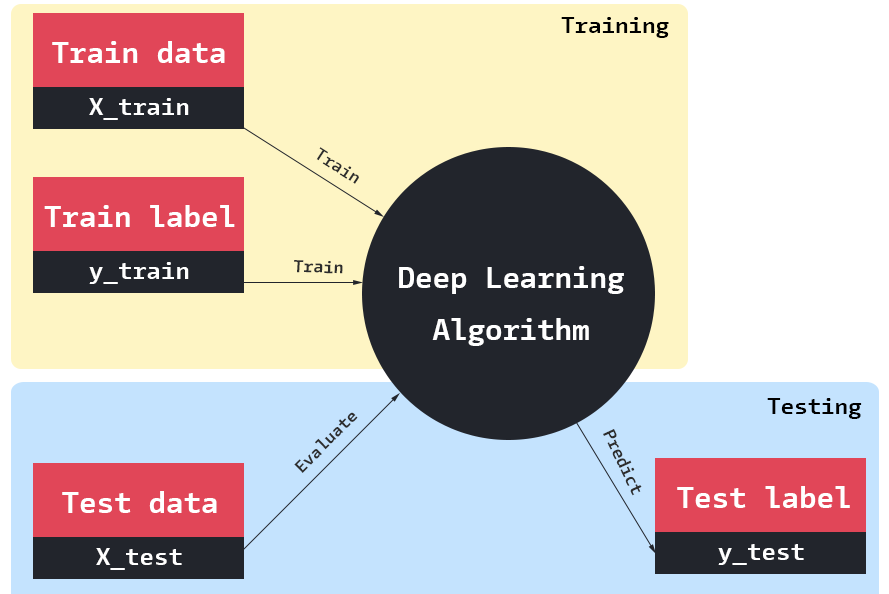 Training
Train data
X_train
Train
Train label
y_train
Train
Deep Learning
Algorithm
Testing
Evaluate
Predict
Test data
X_test
Test label
y_test